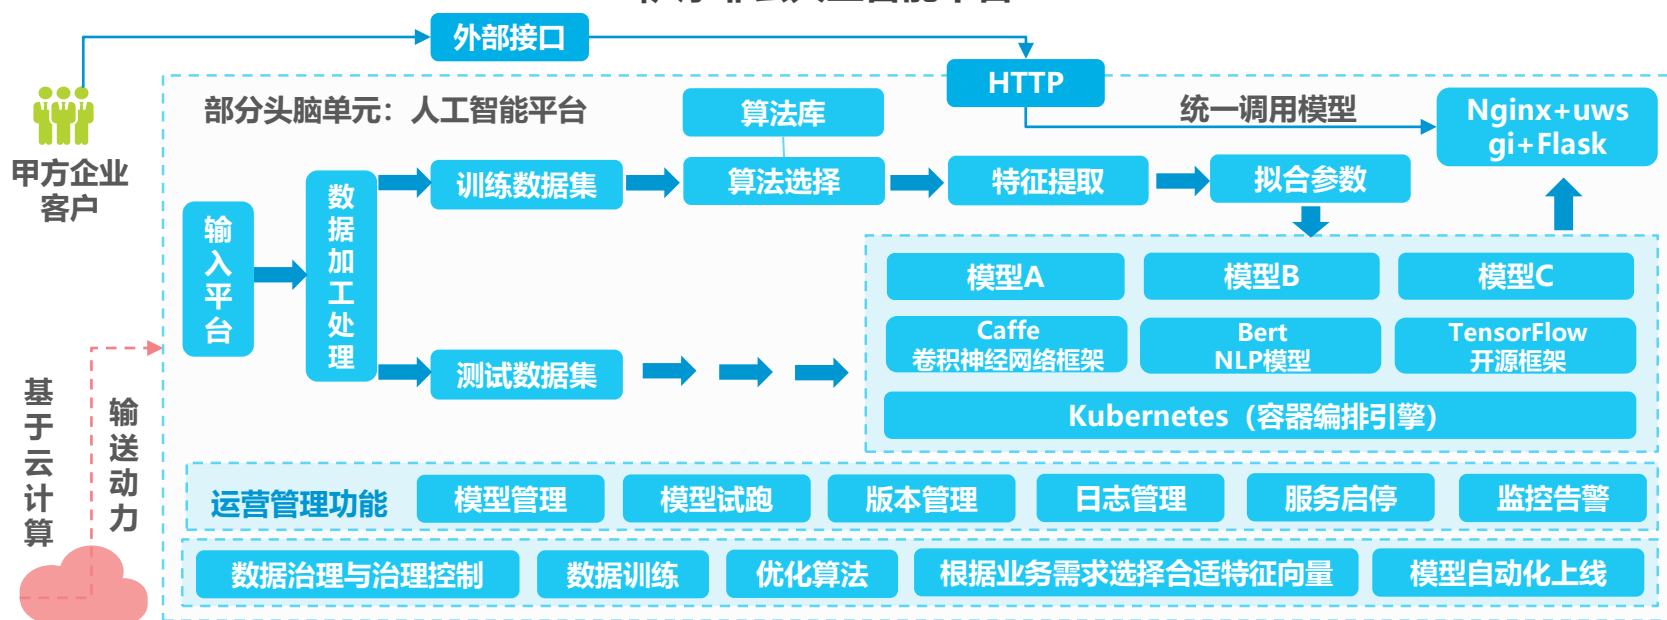 外部接口
HTTP
部分头脑单元：人工智能平台
算法库
统一调用模型
Nginx+uws
gi+Flask
甲方企业
客户
训练数据集
算法选择
特征提取
拟合参数
输入平台
数据加工处理
模型A
模型B
模型C
Caffe
卷积神经网络框架
Bert
NLP模型
TensorFlow
开源框架
测试数据集
Kubernetes（容器编排引擎）
基于云计算
输送动力
运营管理功能
模型管理
模型试跑
版本管理
日志管理
服务启停
监控告警
数据治理与治理控制
数据训练
优化算法
根据业务需求选择合适特征向量
模型自动化上线